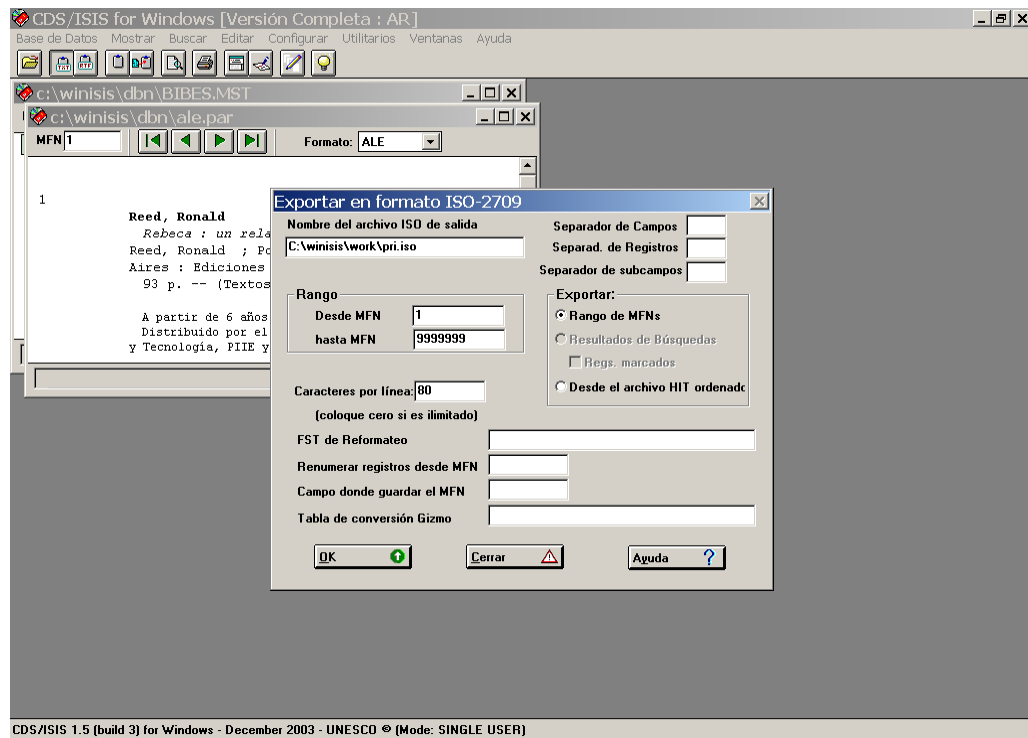 CDS/ISIS for Windows [Versión Completa : AR]
Base de Datos Mostrar Buscar Editar Configurar Utilitarios Ventanas Ayuda
c:\winisis\dbn\BIBES.MST
c:\winisis\dbn\ale.par
MFN 1 Formato: ALE
1
Reed, Ronald
Rebeca : un rela
Reed, Ronald ; Po
Aires : Ediciones
93 p. -- (Textos
A partir de 6 años
Distribuido por el
y Tecnología, PIIE y
Exportar en formato ISO-2709
Nombre del archivo ISO de salida
C:\winisis\work\pri.iso
Separador de Campos
Separad. de Registros
Separador de subcampos
Rango
Desde MFN 1
hasta MFN 9999999
Exportar:
Rango de MFNs
Resultados de Búsquedas
Regs. marcados
Desde el archivo HIT ordenado
Caracteres por línea: 80
(coloque cero si es ilimitado)
FST de Reformateo
Renumerar registros desde MFN
Campo donde guardar el MFN
Tabla de conversión Gizmo
OK
Cerrar
Ayuda ?
CDS/ISIS 1.5 (build 3) for Windows - December 2003 - UNESCO © (Mode: SINGLE USER)